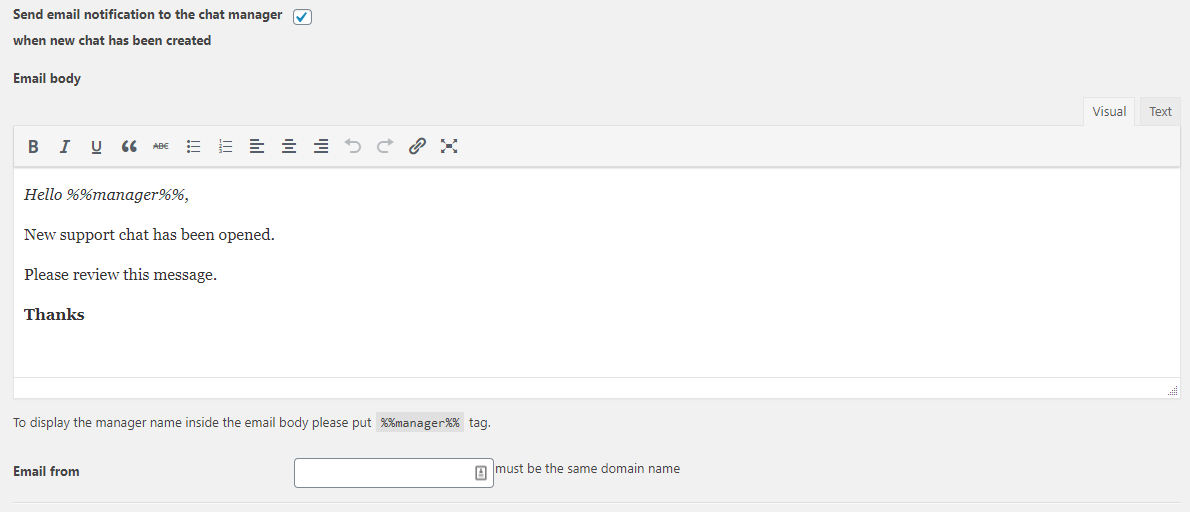 Send email notification to the chat manager
when new chat has been created
Email body
Visual Text
B I U ABC
Hello %%manager%%,
New support chat has been opened.
Please review this message.
Thanks
To display the manager name inside the email body please put %%manager%% tag.
Email from must be the same domain name